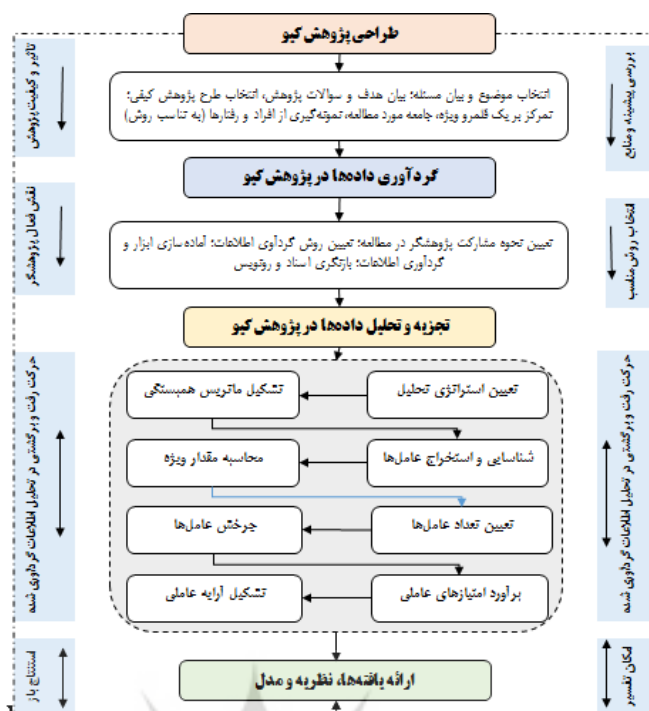 طراحی پژوهش کیو
بررسی پیشینه و منابع
تاثیر و کیفیت پژوهش
انتخاب موضوع و بیان مسئله؛ بیان هدف و سوالات پژوهش، انتخاب طرح پژوهش کیفی؛
تمرکز بر یک قلمرو ویژه، جامعه مورد مطالعه، نمونه‌گیری از افراد و رفتارها (به تناسب روش)
گردآوری داده‌ها در پژوهش کیو
انتخاب روش مناسب
نقش فعال پژوهشگر
تعیین نحوه مشارکت پژوهشگر در مطالعه؛ تعیین روش گردآوی اطلاعات؛ آماده‌سازی ابزار و
گردآوری اطلاعات؛ بازنگری اسناد و رونویس
تجزیه و تحلیل داده‌ها در پژوهش کیو
حرکت رفت و برگشتی در تحلیل اطلاعات گردآوری شده
حرکت رفت و برگشتی در تحلیل اطلاعات گردآوری شده
تعیین استراتژی تحلیل
تشکیل ماتریس همبستگی
شناسایی و استخراج عامل‌ها
محاسبه مقدار ویژه
تعیین تعداد عامل‌ها
چرخش عامل‌ها
برآورد امتیازهای عاملی
تشکیل آرایه عاملی
امکان تفسیر
استنتاج باز
ارائه یافته‌ها، نظریه و مدل